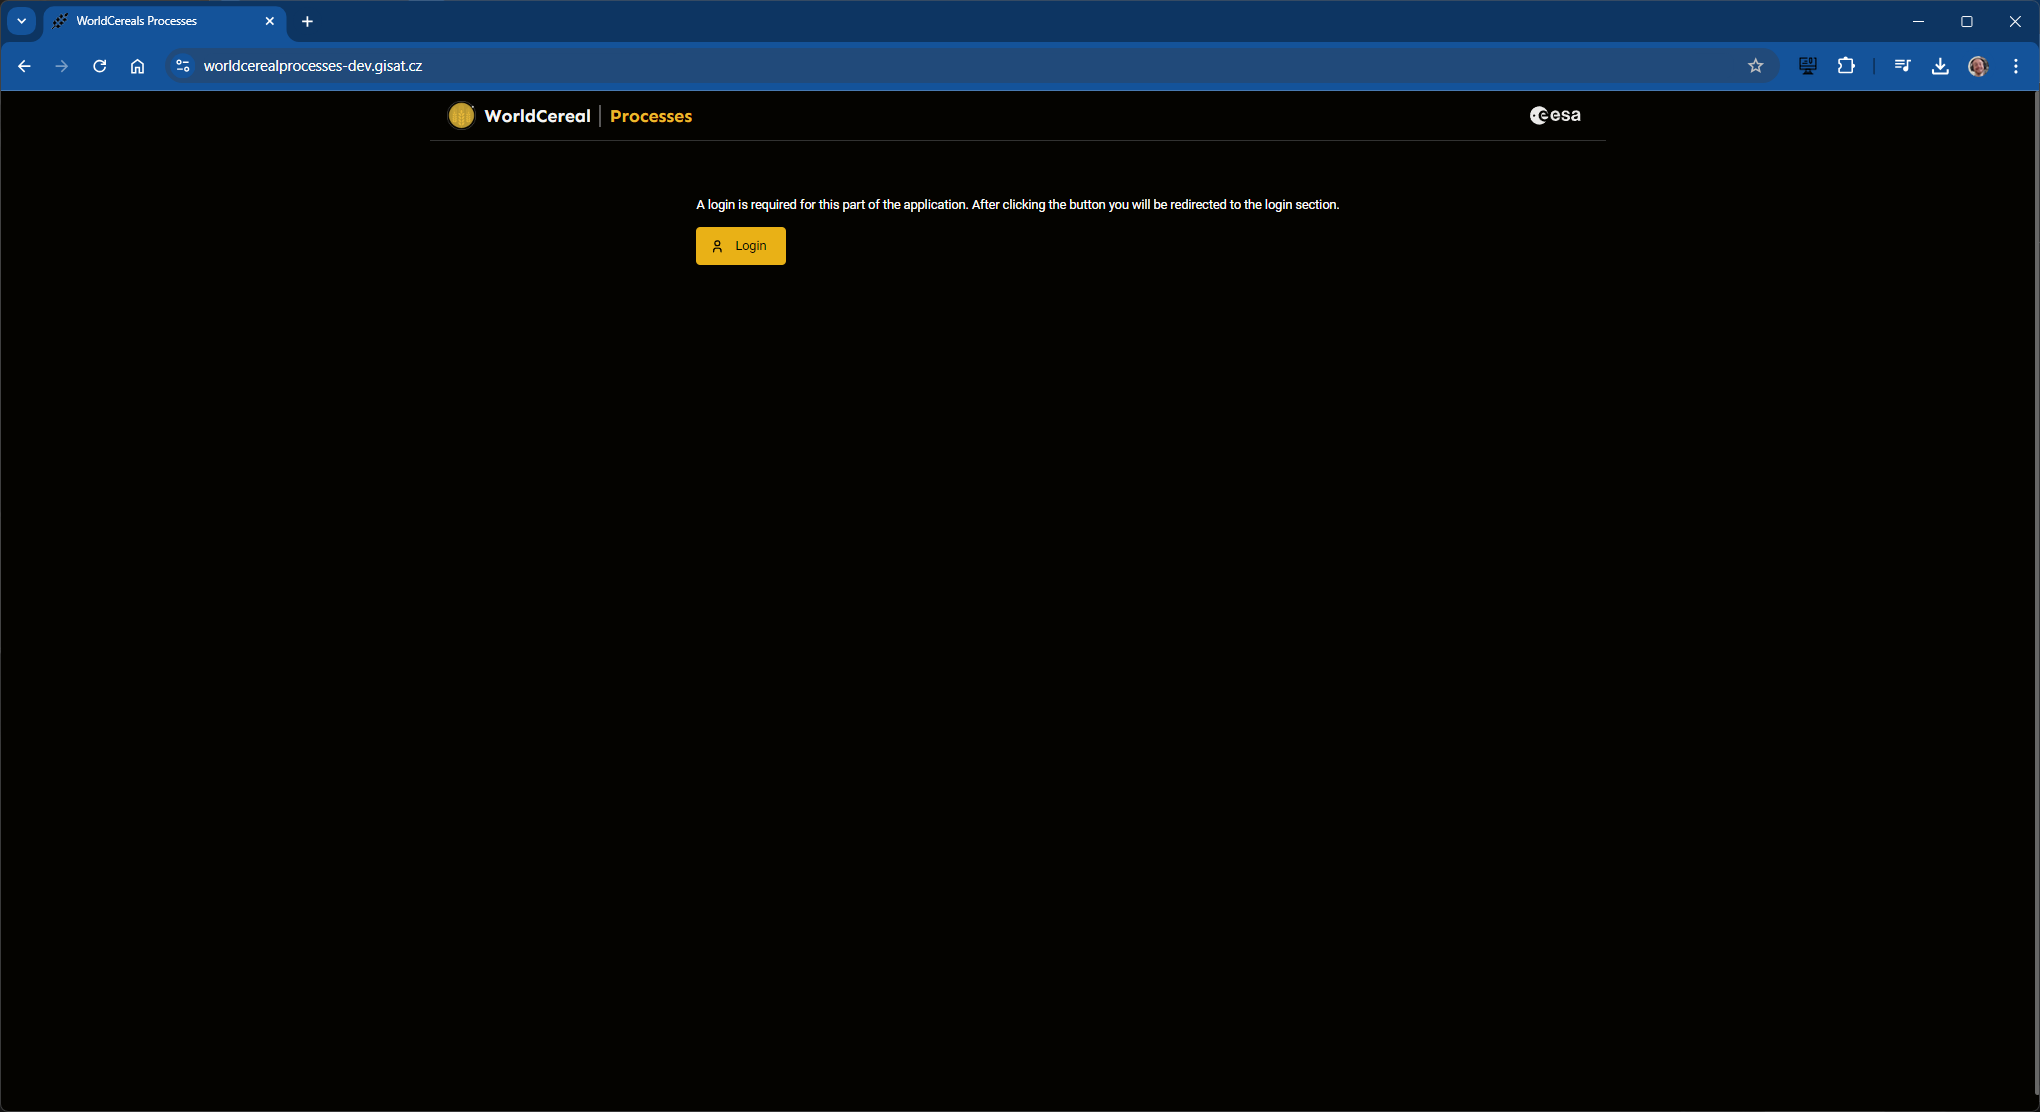 WorldCereals Processes
worldcerealprocesses-dev.gisat.cz
WorldCereal | Processes
esa
A login is required for this part of the application. After clicking the button you will be redirected to the login section.
Login